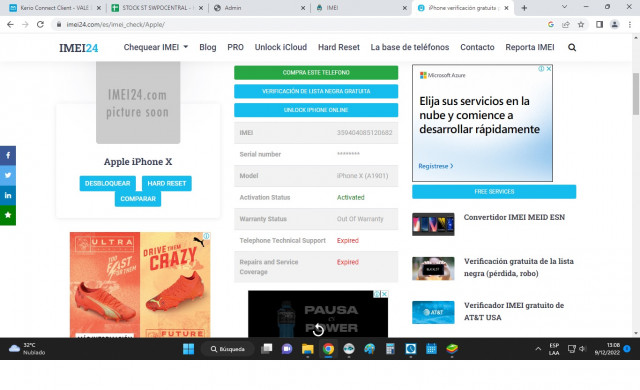 Kerio Connect Client - VALE
STOCK ST SWPOCENTRAL - H
Admin
IMEI
iPhone verificación gratuita
imei24.com/es/imei_check/Apple/
IMEI24
Chequear IMEI
Blog
PRO
Unlock iCloud
Hard Reset
La base de teléfonos
Contacto
Reporta IMEI
IMEI24.com
picture soon
Apple iPhone X
DESBLOQUEAR
HARD RESET
COMPARAR
COMPRA ESTE TELEFONO
VERIFICACIÓN DE LISTA NEGRA GRATUITA
UNLOCK IPHONE ONLINE
IMEI 359404085120682
Serial number ********
Model iPhone X (A1901)
Activation Status Activated
Warranty Status Out Of Warranty
Telephone Technical Support Expired
Repairs and Service Coverage Expired
Microsoft Azure
Elija sus servicios en la
nube y comience a
desarrollar rápidamente
Regístrese >
FREE SERVICES
Convertidor IMEI MEID ESN
Verificación gratuita de la lista
negra (pérdida, robo)
AT&T
Verificador IMEI gratuito de
AT&T USA
ULTRA
TOO
FAST
FOR
DRIVE THEM
CRAZY
PUMA
FUTURE
PAUSA
POWER
32°C
Nublado
Búsqueda
ESP
LAA
13:08
9/12/2022